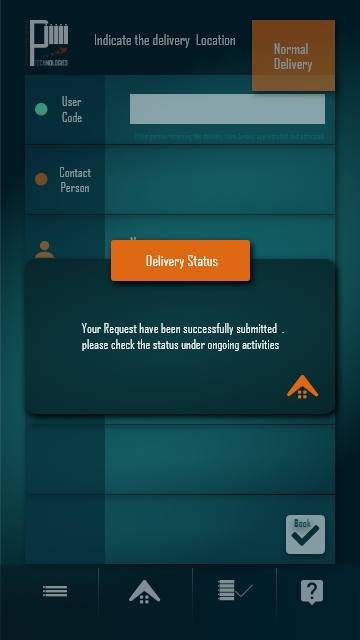 TECHNOLOGIES
Indicate the delivery Location
Normal
Delivery
User
Code
Contact
Person
Delivery Status
Your Request have been successfully submitted .
please check the status under ongoing activities
Book
?